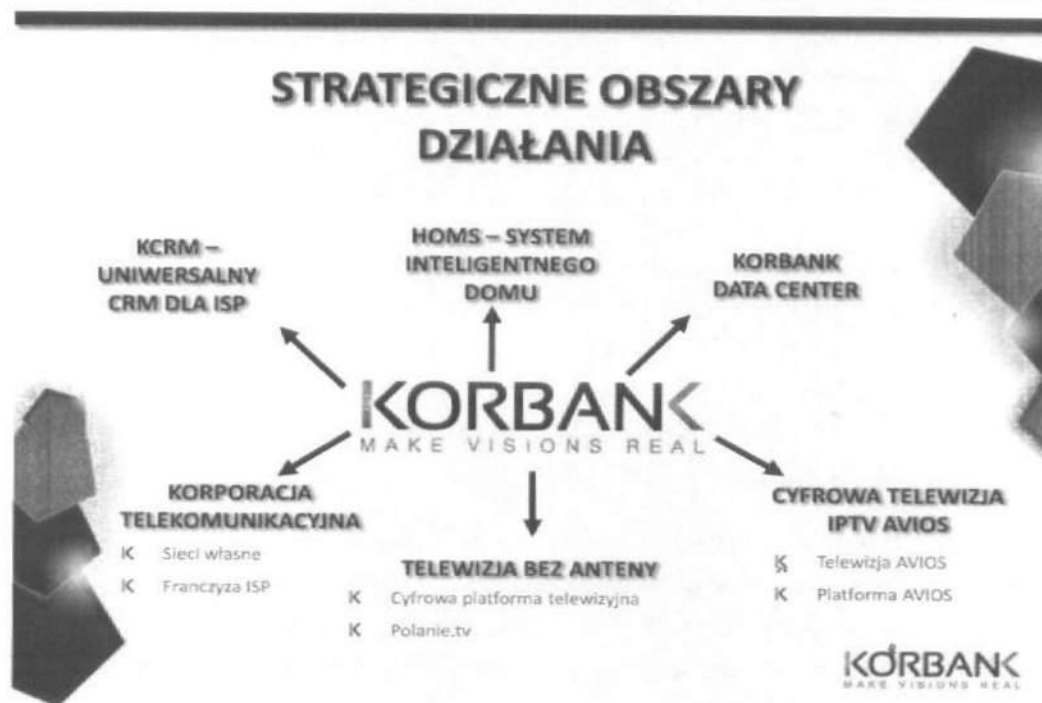 STRATEGICZNE OBSZARY
DZIAŁANIA
KCRM –
UNIWERSALNY
CRM DLA ISP
HOMS – SYSTEM
INTELIGENTNEGO
DOMU
KORBANK
DATA CENTER
KORBANK
MAKE VISIONS REAL
KORPORACJA
TELEKOMUNIKACYJNA
K Sieci własne
K Franczyza ISP
TELEWIZJA BEZ ANTENY
K Cyfrowa platforma telewizyjna
K Polanie.tv
CYFROWA TELEWIZJA
IPTV AVIOS
K Telewizja AVIOS
K Platforma AVIOS
KORBANK
MAKE VISIONS REAL